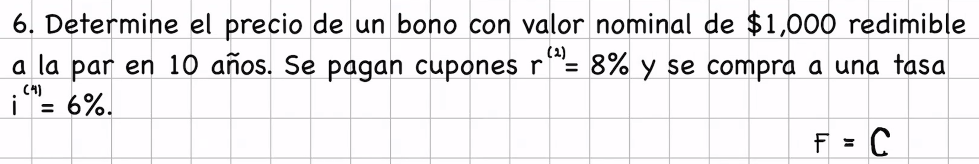 6. Determine el precio de un bono con valor nominal de $1,000 redimible
a la par en 10 años. Se pagan cupones r⁽²⁾= 8% y se compra a una tasa
i⁽⁴⁾= 6%.
F = C